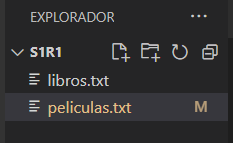 EXPLORADOR ...
S1R1
libros.txt
peliculas.txt M